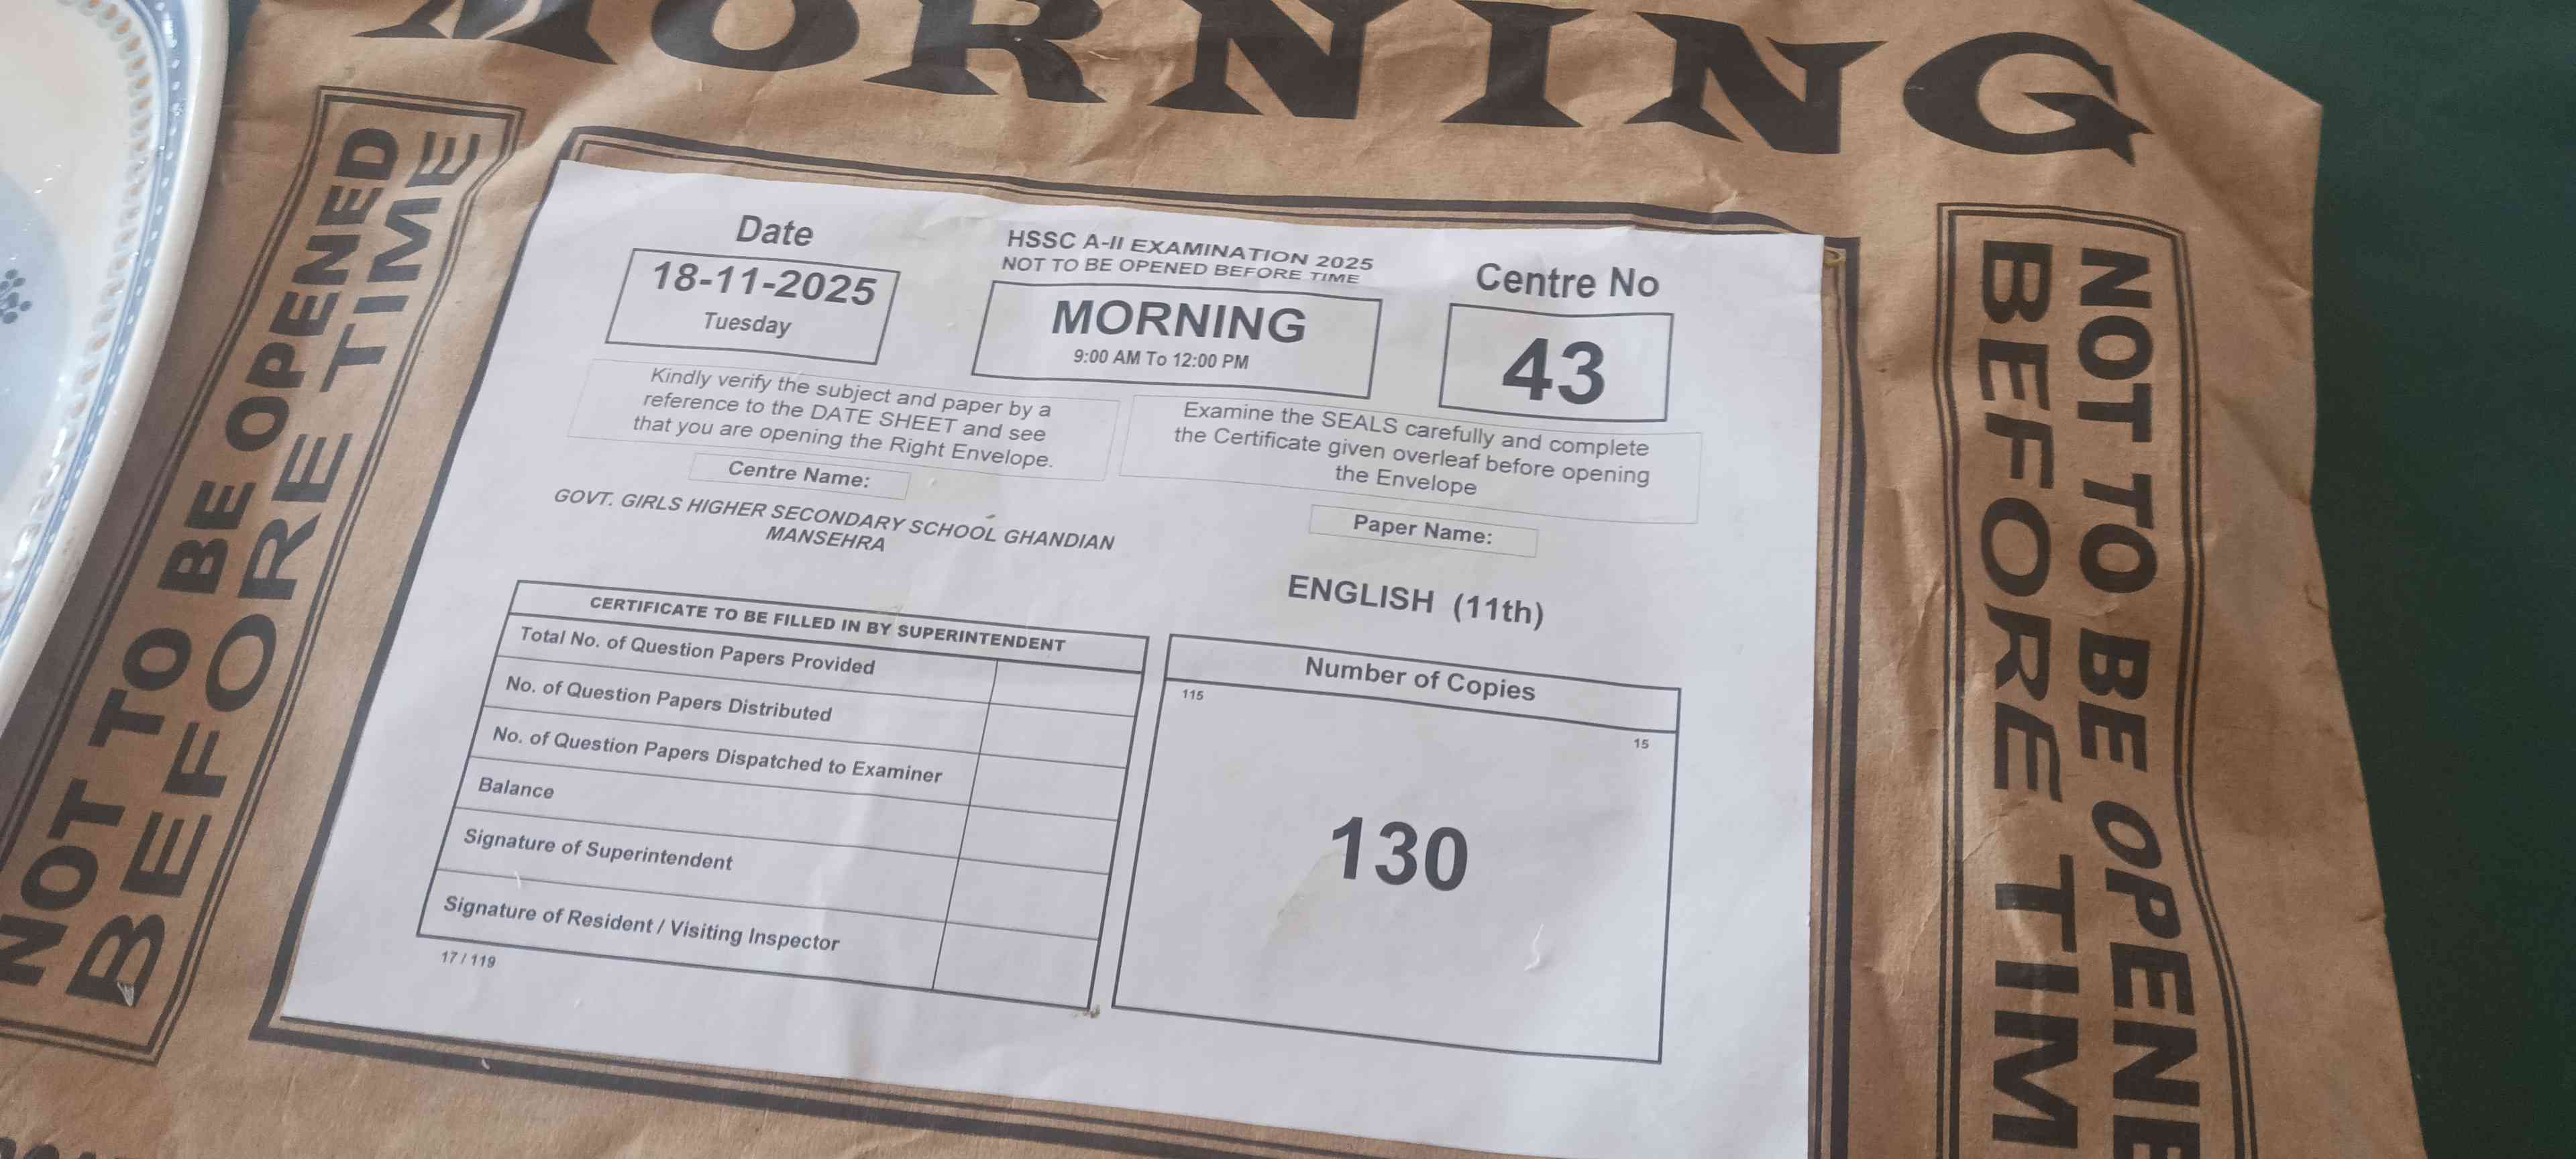 MORNING
NOT TO BE OPENED
BEFORE TIME
Date
18-11-2025
Tuesday
HSSC A-II EXAMINATION 2025
NOT TO BE OPENED BEFORE TIME
MORNING
9:00 AM To 12:00 PM
Centre No
43
Kindly verify the subject and paper by a
reference to the DATE SHEET and see
that you are opening the Right Envelope.
Examine the SEALS carefully and complete
the Certificate given overleaf before opening
the Envelope
Centre Name:
GOVT. GIRLS HIGHER SECONDARY SCHOOL GHANDIAN
MANSEHRA
Paper Name:
ENGLISH (11th)
CERTIFICATE TO BE FILLED IN BY SUPERINTENDENT
Total No. of Question Papers Provided
No. of Question Papers Distributed
No. of Question Papers Dispatched to Examiner
Balance
Signature of Superintendent
Signature of Resident / Visiting Inspector
17 / 119
Number of Copies
115
15
130
NOT TO BE OPENE
BEFORE TIM